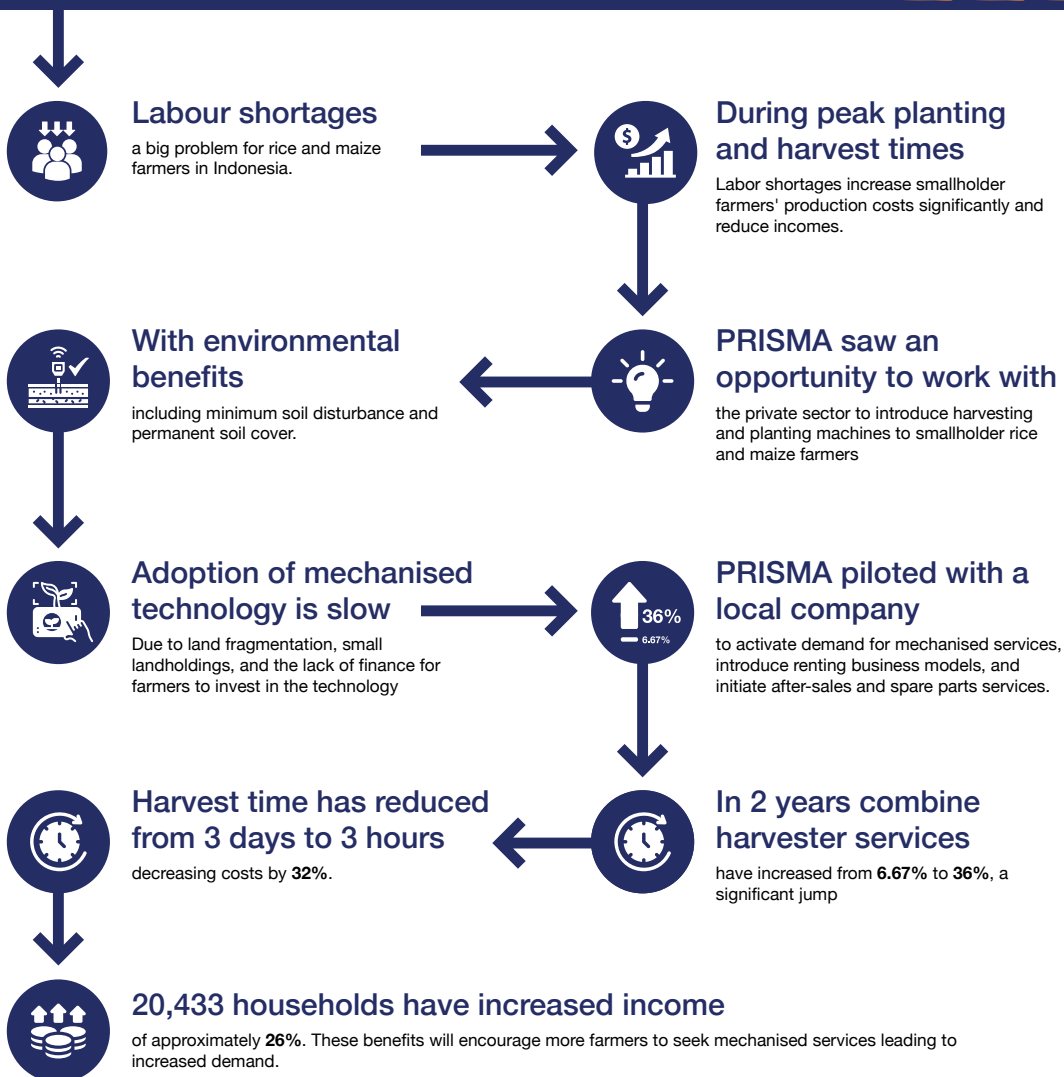 Labour shortages
a big problem for rice and maize
farmers in Indonesia.
$
During peak planting
and harvest times
Labor shortages increase smallholder
farmers' production costs significantly and
reduce incomes.
PRISMA saw an
opportunity to work with
the private sector to introduce harvesting
and planting machines to smallholder rice
and maize farmers
With environmental
benefits
including minimum soil disturbance and
permanent soil cover.
Adoption of mechanised
technology is slow
Due to land fragmentation, small
landholdings, and the lack of finance for
farmers to invest in the technology
36%
6.67%
PRISMA piloted with a
local company
to activate demand for mechanised services,
introduce renting business models, and
initiate after-sales and spare parts services.
In 2 years combine
harvester services
have increased from 6.67% to 36%, a
significant jump
Harvest time has reduced
from 3 days to 3 hours
decreasing costs by 32%.
20,433 households have increased income
of approximately 26%. These benefits will encourage more farmers to seek mechanised services leading to
increased demand.